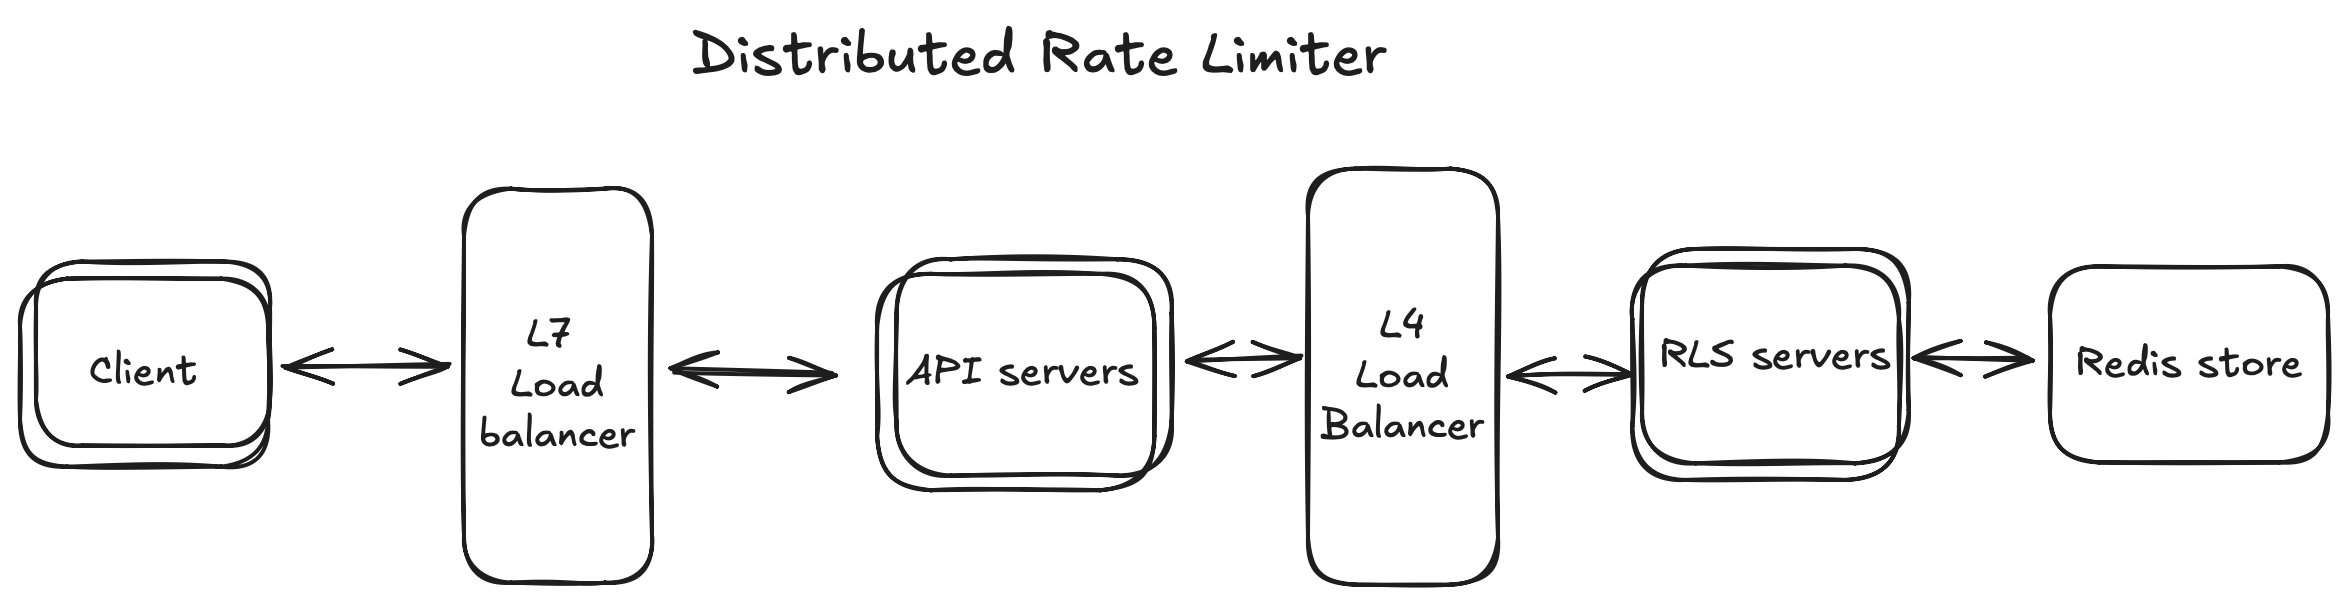 Distributed Rate Limiter
Client
L7
Load
balancer
API servers
L4
Load
Balancer
RLS servers
Redis store